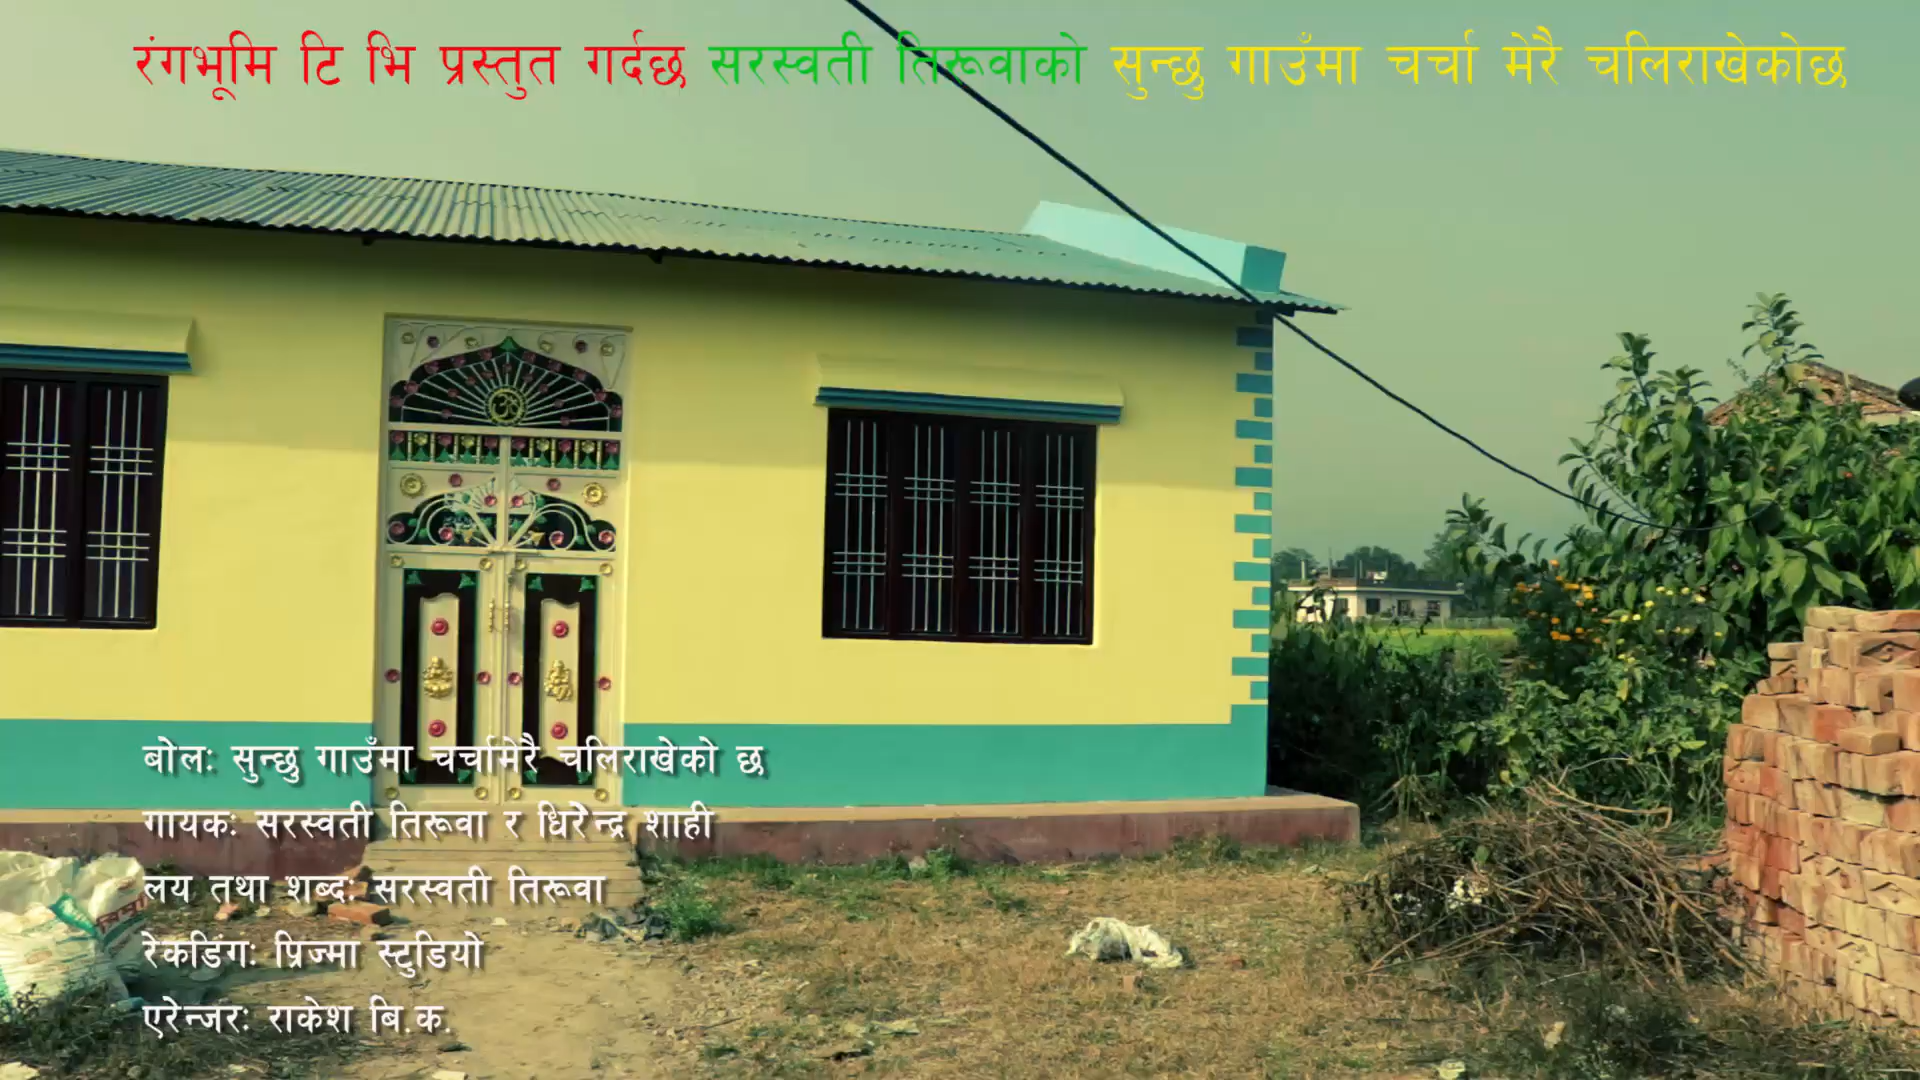 रंगभूमि टि भि प्रस्तुत गर्दछ सरस्वती तिरूवाको सुन्छु गाउँमा चर्चा मेरै चलिराखेकोछ
बोलः सुन्छु गाउँमा चर्चामेरै चलिराखेको छ
गायकः सरस्वती तिरूवा र धिरेन्द्र शाही
लय तथा शब्दः सरस्वती तिरूवा
रेकडिंगः प्रिज्मा स्टुडियो
एरेन्जरः राकेश बि.क.